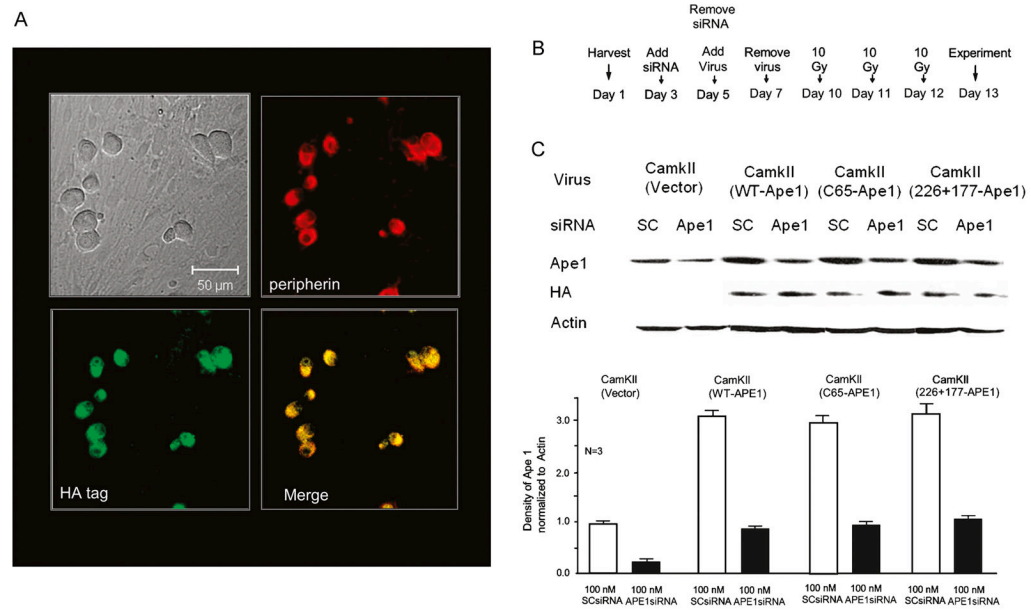 A
50 µm
peripherin
HA tag
Merge
B
Remove
siRNA
Harvest Add siRNA Add Virus Remove virus 10 Gy 10 Gy 10 Gy Experiment
Day 1 Day 3 Day 5 Day 7 Day 10 Day 11 Day 12 Day 13
C
Virus
CamkII
(Vector)
CamkII
(WT-Ape1)
CamkII
(C65-Ape1)
CamkII
(226+177-Ape1)
siRNA SC Ape1 SC Ape1 SC Ape1 SC Ape1
Ape1
HA
Actin
CamKII
(Vector)
CamKII
(WT-APE1)
CamKII
(C65-APE1)
CamKII
(226+177-APE1)
Density of Ape 1
normalized to Actin
3.0
2.0
1.0
0.0
N=3
100 nM 100 nM 100 nM 100 nM 100 nM 100 nM 100 nM 100 nM
SCsiRNA APE1siRNA SCsiRNA APE1siRNA SCsiRNA APE1siRNA SCsiRNA APE1siRNA